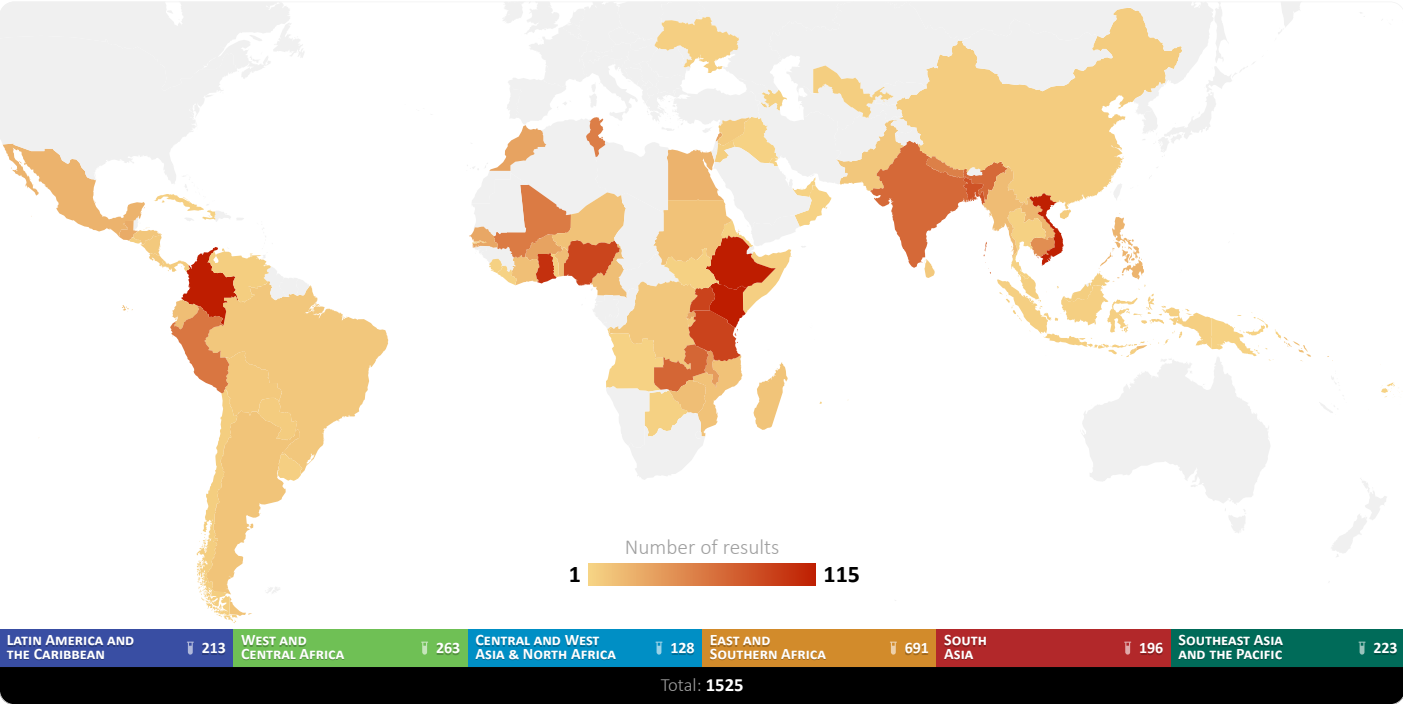 Number of results
1 115
LATIN AMERICA AND
THE CARIBBEAN
213
WEST AND
CENTRAL AFRICA
263
CENTRAL AND WEST
ASIA & NORTH AFRICA
128
EAST AND
SOUTHERN AFRICA
691
SOUTH
ASIA
196
SOUTHEAST ASIA
AND THE PACIFIC
223
Total: 1525